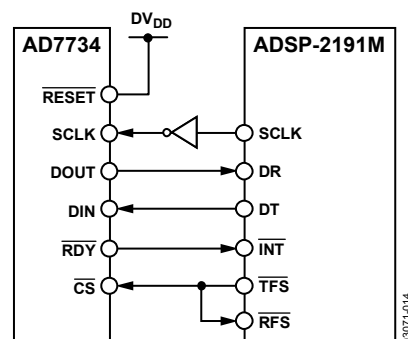 DVDD
AD7734 ADSP-2191M
RESET
SCLK SCLK
DOUT DR
DIN DT
RDY INT
CS TFS
RFS
03071-014